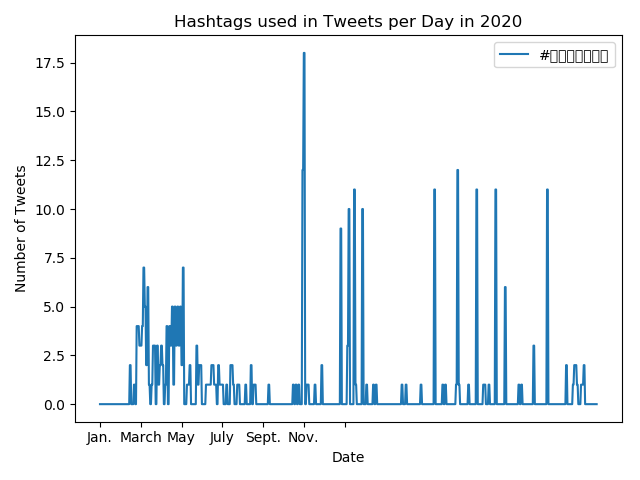 Hashtags used in Tweets per Day in 2020
#
17.5
15.0
12.5
10.0
7.5
5.0
2.5
0.0
Number of Tweets
Jan. March May July Sept. Nov.
Date